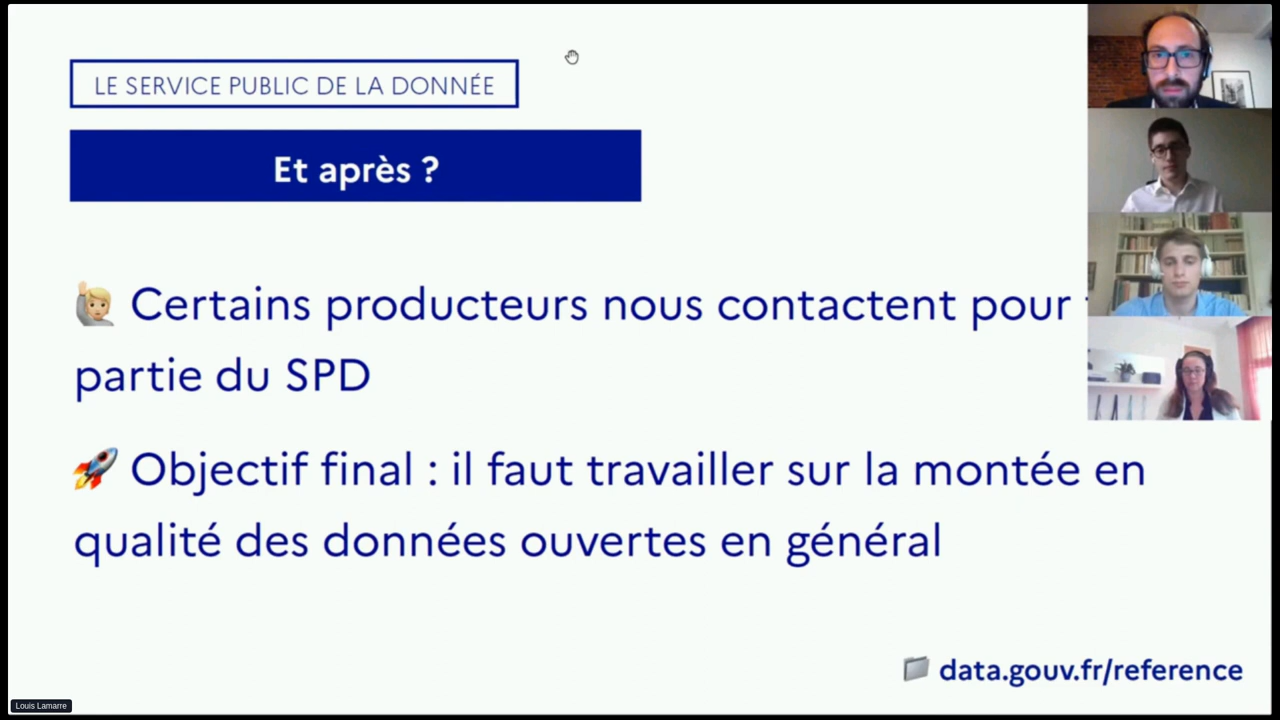 LE SERVICE PUBLIC DE LA DONNÉE
Et après ?
Certains producteurs nous contactent pour
partie du SPD
Objectif final : il faut travailler sur la montée en
qualité des données ouvertes en général
data.gouv.fr/reference
Louis Lamarre